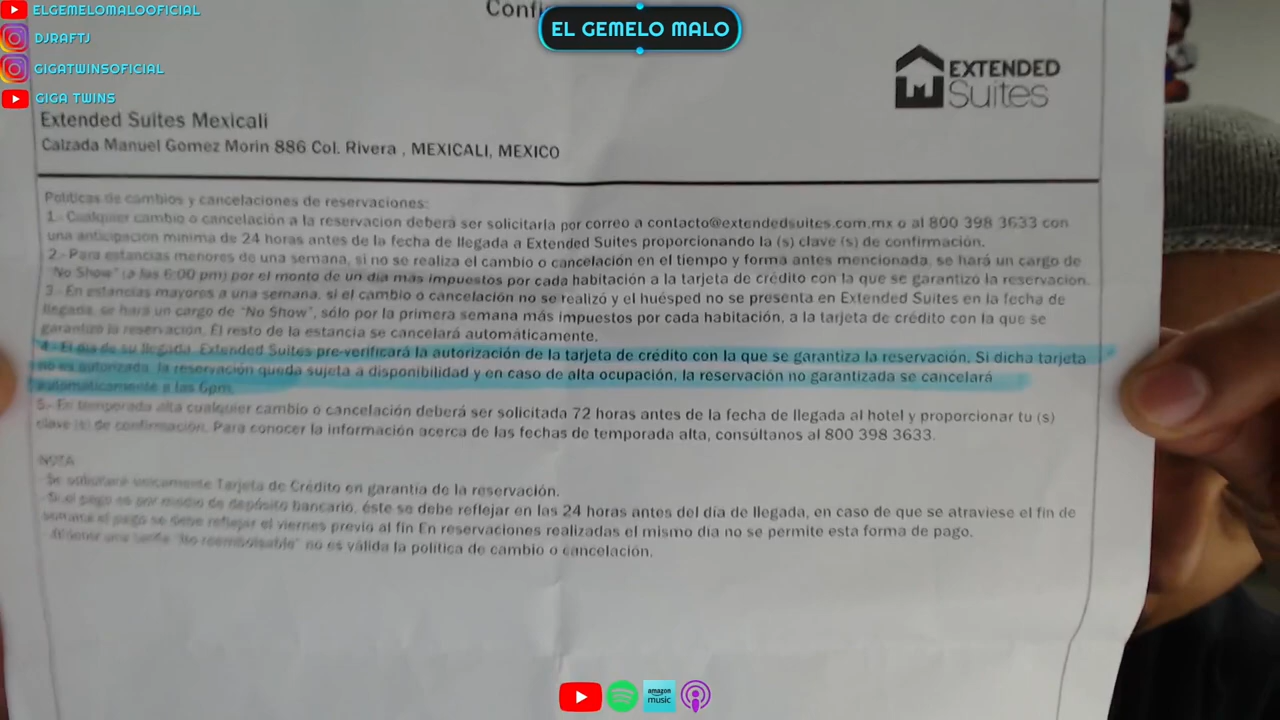 ELGEMELOMALOOFICIAL
DJRAFTJ
GIGATWINSOFICIAL
GIGA TWINS
EL GEMELO MALO
EXTENDED
Suites
Extended Suites Mexicali
Calzada Manuel Gomez Morin 886 Col. Rivera , MEXICALI, MEXICO
Políticas de cambios y cancelaciones de reservaciones:
1.- Cualquier cambio o cancelación a la reservacion deberá ser solicitarla por correo a contacto@extendedsuites.com.mx o al 800 398 3633 con
una anticipación minima de 24 horas antes de la fecha de llegada a Extended Suites proporcionando la (s) clave (s) de confirmación.
2.- Para estancias menores de una semana, si no se realiza el cambio o cancelación en el tiempo y forma antes mencionada, se hará un cargo de
"No Show" (a las 6:00 pm) por el monto de un día más impuestos por cada habitación a la tarjeta de crédito con la que se garantizó la reservación.
3.- En estancias mayores a una semana, si el cambio o cancelación no se realizó y el huésped no se presenta en Extended Suites en la fecha de
llegada, se hará un cargo de "No Show", sólo por la primera semana más impuestos por cada habitación, a la tarjeta de crédito con la que se
garantizó la reservación. El resto de la estancia se cancelará automáticamente.
4.- El día de su llegada, Extended Suites pre-verificará la autorización de la tarjeta de crédito con la que se garantiza la reservación. Si dicha tarjeta
no es autorizada, la reservación queda sujeta a disponibilidad y en caso de alta ocupación, la reservación no garantizada se cancelará
automáticamente a las 6pm.
5.- En temporada alta cualquier cambio o cancelación deberá ser solicitada 72 horas antes de la fecha de llegada al hotel y proporcionar tu (s)
clave (s) de confirmación. Para conocer la información acerca de las fechas de temporada alta, consúltanos al 800 398 3633.
NOTA
- Se solicitará únicamente Tarjeta de Crédito en garantía de la reservación.
- Si el pago es por medio de depósito bancario, éste se debe reflejar en las 24 horas antes del día de llegada, en caso de que se atraviese el fin de
semana el pago se debe reflejar el viernes previo al fin En reservaciones realizadas el mismo dia no se permite esta forma de pago.
una tarifa "No reembolsable" no es válida la política de cambio o cancelación.
amazon
music